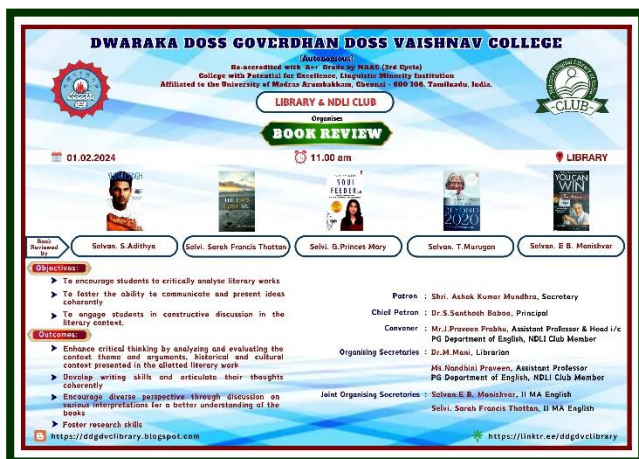 DWARAKA DOSS GOVERDHAN DOSS VAISHNAV COLLEGE
(Autonomous)
Re-accredited with 'A++' Grade by NAAC (3rd Cycle)
College with Potential for Excellence, Linguistic Minority Institution
Affiliated to the University of Madras Arumbakkam, Chennai - 600 106, Tamilnadu, India.
CLUB
LIBRARY & NDLI CLUB
Organises
BOOK REVIEW
01.02.2024
11.00 am
LIBRARY
SOUL
FEEDER
BEYOND
2020
YOU CAN
WIN
Book
Reviewed
by
Selvan. S.Adithya
Selvi. Sarah Francis Thottan
Selvi. G.Princes Mary
Selvan. T.Murugan
Selvan. E B. Monishvar
Objectives:
To encourage students to critically analyse literary works
To foster the ability to communicate and present ideas
coherently
To engage students in constructive discussion in the
literary context.
Outcomes:
Enhance critical thinking by analyzing and evaluating the
context theme and arguments, historical and cultural
context presented in the allotted literary work
Develop writing skills and articulate their thoughts
coherently
Encourage diverse perspective through discussion on
various interpretations for a better understanding of the
books
Foster research skills
Patron : Shri. Ashok Kumar Mundhra, Secretary
Chief Patron : Dr.S.Santhosh Baboo, Principal
Convener : Mr.J.Praveen Prabhu, Assistant Professor & Head i/c
PG Department of English, NDLI Club Member
Organising Secretaries : Dr.M.Mani, Librarian
Ms.Nandhini Praveen, Assistant Professor
PG Department of English, NDLI Club Member
Joint Organising Secretaries : Selvan.E B. Monishvar, II MA English
Selvi. Sarah Francis Thottan, II MA English
https://ddgdvclibrary.blogspot.com
https://linktr.ee/ddgdvclibrary